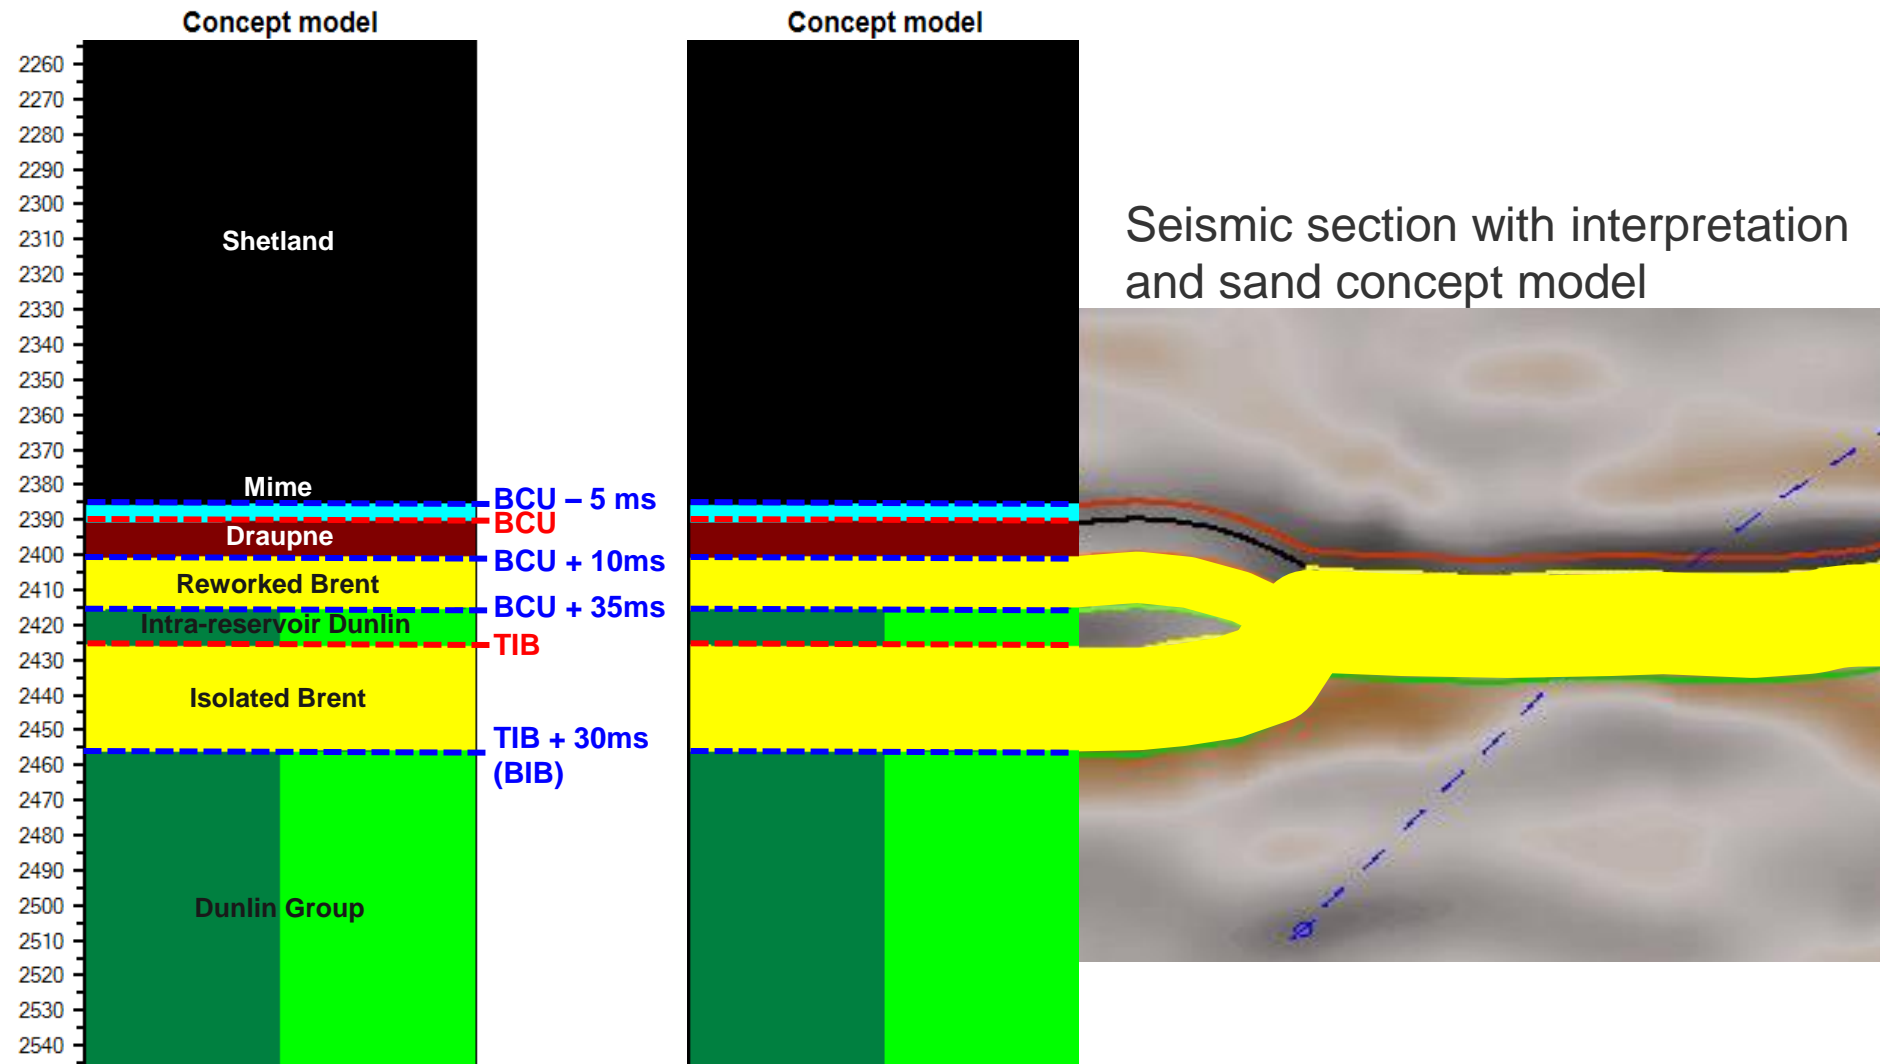 Concept model
Concept model
2260
2270
2280
2290
2300
2310
2320
2330
2340
2350
2360
2370
2380
2390
2400
2410
2420
2430
2440
2450
2460
2470
2480
2490
2500
2510
2520
2530
2540
Shetland
Mime
Draupne
Reworked Brent
Intra-reservoir Dunlin
Isolated Brent
Dunlin Group
BCU – 5 ms
BCU
BCU + 10ms
BCU + 35ms
TIB
TIB + 30ms
(BIB)
Seismic section with interpretation
and sand concept model